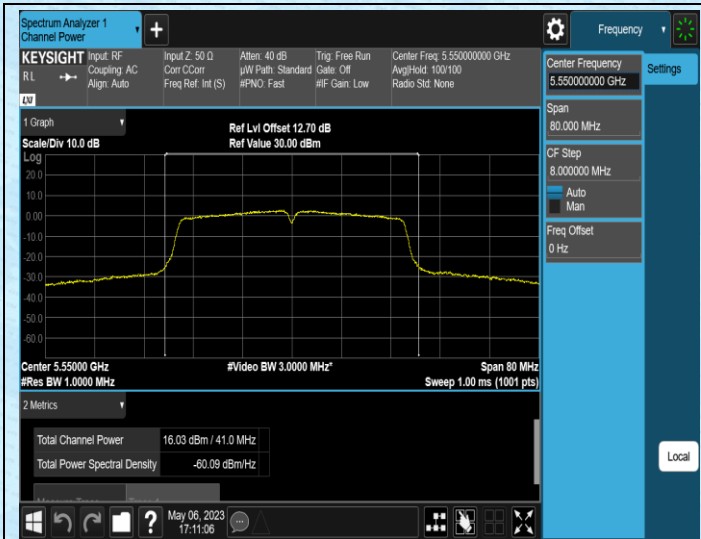 Spectrum Analyzer 1
Channel Power
+
Frequency
KEYSIGHT
R L
LXI
Input: RF
Coupling: AC
Align: Auto
Input Z: 50 Ω
Corr CCorr
Freq Ref: Int (S)
Atten: 40 dB
µW Path: Standard
#PNO: Fast
Trig: Free Run
Gate: Off
#IF Gain: Low
Center Freq: 5.550000000 GHz
Avg|Hold: 100/100
Radio Std: None
Center Frequency
5.550000000 GHz
Settings
Span
80.000 MHz
CF Step
8.000000 MHz
Auto
Man
Freq Offset
0 Hz
1 Graph
Scale/Div 10.0 dB
Ref Lvl Offset 12.70 dB
Ref Value 30.00 dBm
Log
20.0
10.0
0.00
-10.0
-20.0
-30.0
-40.0
-50.0
-60.0
Center 5.55000 GHz
#Res BW 1.0000 MHz
#Video BW 3.0000 MHz*
Span 80 MHz
Sweep 1.00 ms (1001 pts)
2 Metrics
Total Channel Power 16.03 dBm / 41.0 MHz
Total Power Spectral Density -60.09 dBm/Hz
Local
?
May 06, 2023
17:11:06